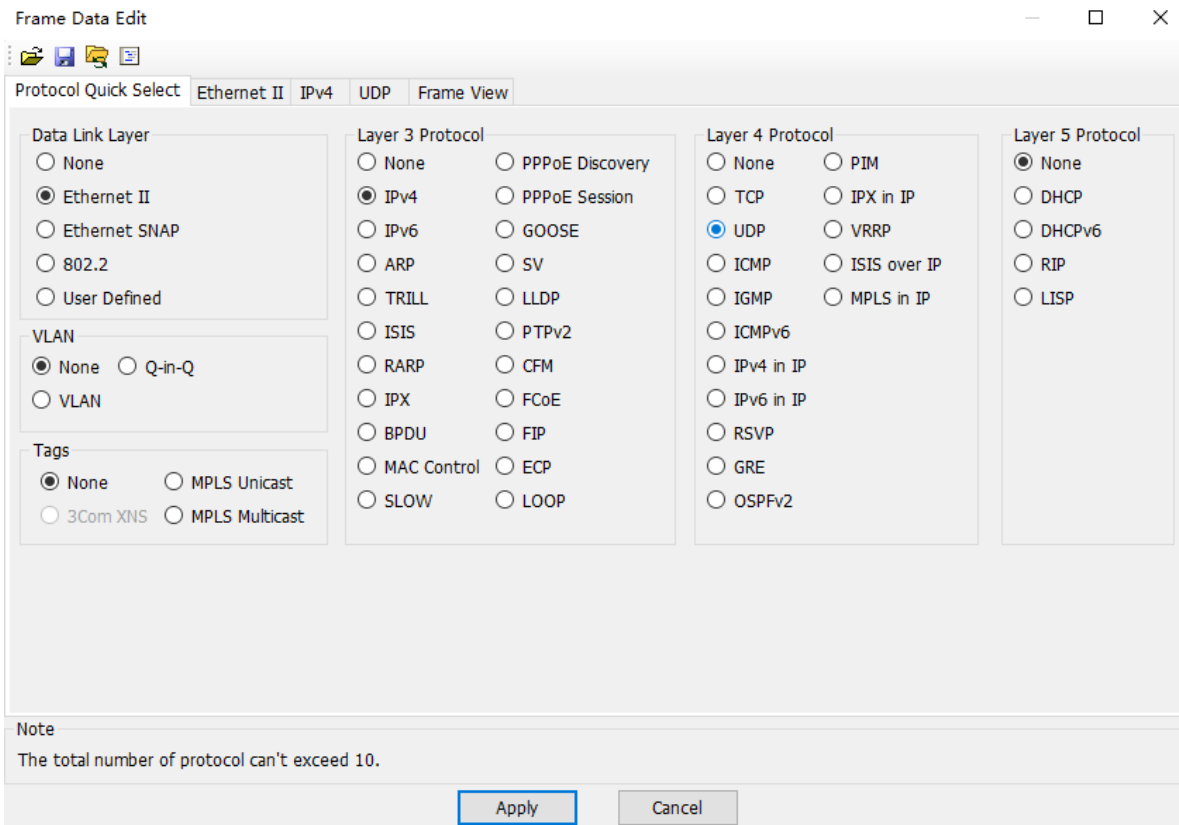 Frame Data Edit
Protocol Quick Select Ethernet II IPv4 UDP Frame View
Data Link Layer
None
Ethernet II
Ethernet SNAP
802.2
User Defined
VLAN
None Q-in-Q
VLAN
Tags
None MPLS Unicast
3Com XNS MPLS Multicast
Layer 3 Protocol
None PPPoE Discovery
IPv4 PPPoE Session
IPv6 GOOSE
ARP SV
TRILL LLDP
ISIS PTPv2
RARP CFM
IPX FCoE
BPDU FIP
MAC Control ECP
SLOW LOOP
Layer 4 Protocol
None PIM
TCP IPX in IP
UDP VRRP
ICMP ISIS over IP
IGMP MPLS in IP
ICMPv6
IPv4 in IP
IPv6 in IP
RSVP
GRE
OSPFv2
Layer 5 Protocol
None
DHCP
DHCPv6
RIP
LISP
Note
The total number of protocol can't exceed 10.
Apply Cancel